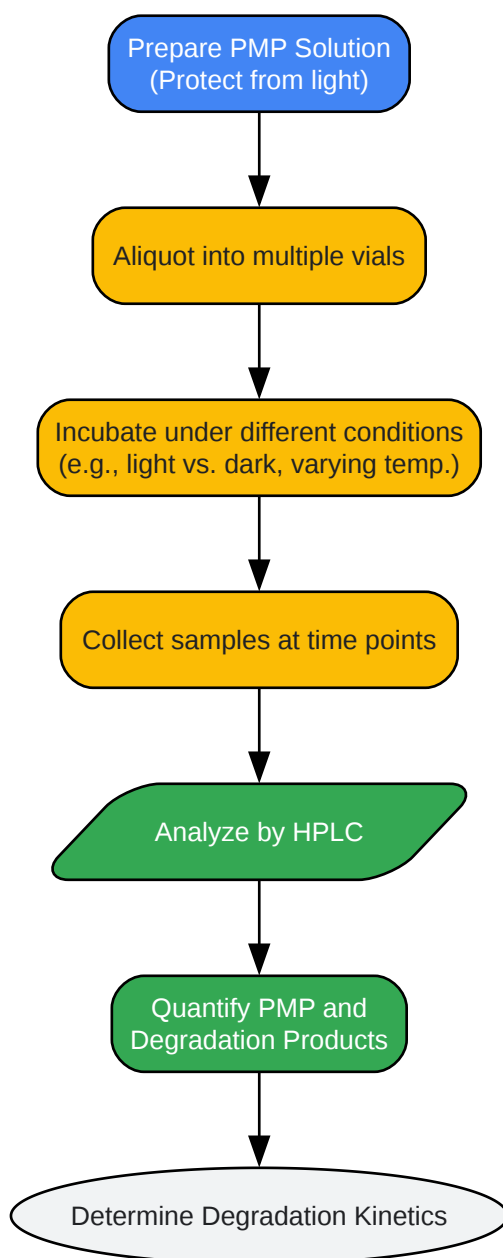 Prepare PMP Solution
(Protect from light)
Aliquot into multiple vials
Incubate under different conditions
(e.g., light vs. dark, varying temp.)
Collect samples at time points
Analyze by HPLC
Quantify PMP and
Degradation Products
Determine Degradation Kinetics